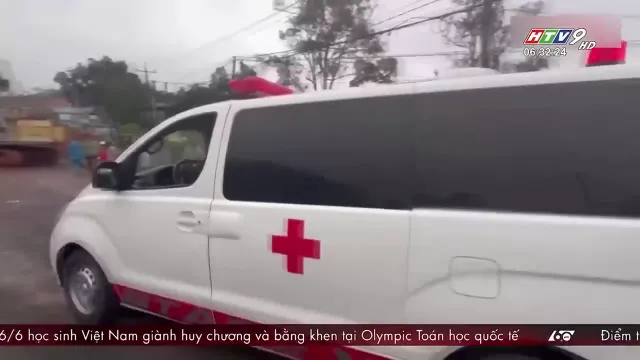 HTV9 HD
06:32:24
6/6 học sinh Việt Nam giành huy chương và bằng khen tại Olympic Toán học quốc tế
60
Điểm t